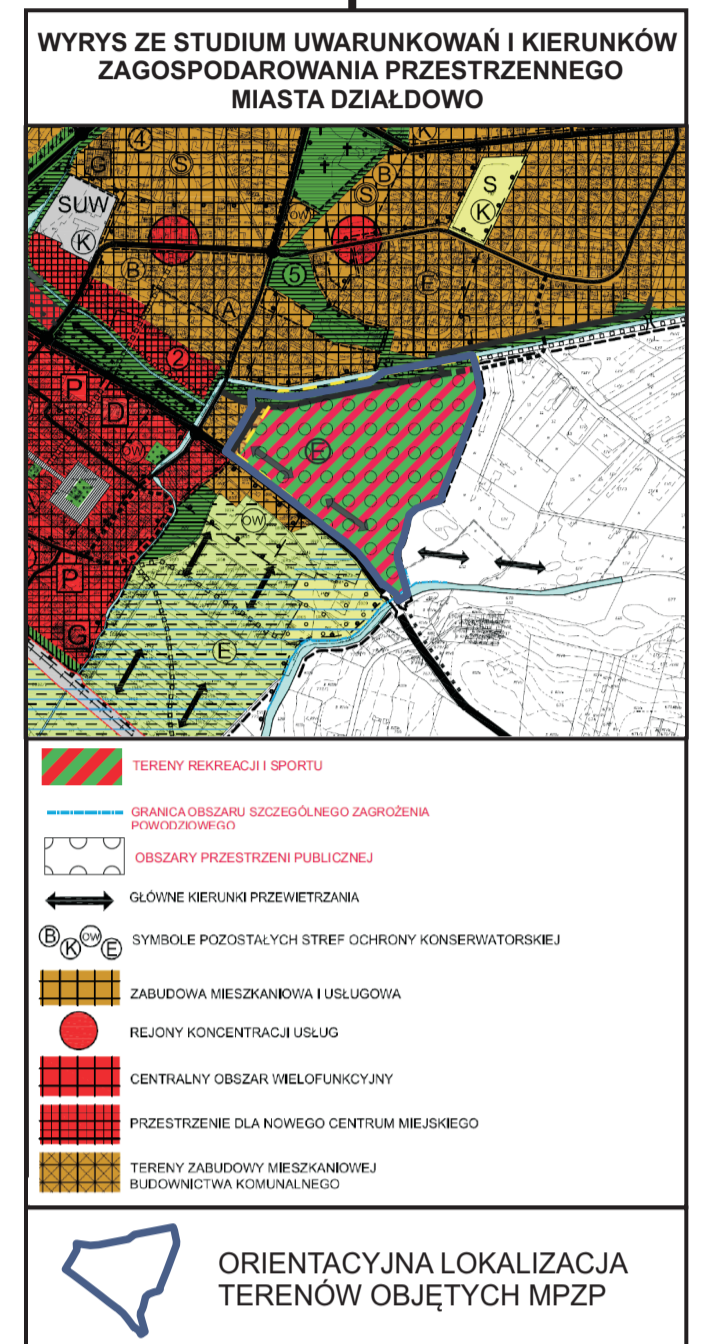 WYRYS ZE STUDIUM UWARUNKOWAŃ I KIERUNKÓW
ZAGOSPODAROWANIA PRZESTRZENNEGO
MIASTA DZIAŁDOWO
4
K
G
S
B
S
S
SUW
OW
K
K
B
5
E
A
2
P
D
E
OW
OW
P
E
G
TERENY REKREACJI I SPORTU
GRANICA OBSZARU SZCZEGÓLNEGO ZAGROŻENIA
POWODZIOWEGO
OBSZARY PRZESTRZENI PUBLICZNEJ
GŁÓWNE KIERUNKI PRZEWIETRZANIA
B K OW E SYMBOLE POZOSTAŁYCH STREF OCHRONY KONSERWATORSKIEJ
ZABUDOWA MIESZKANIOWA I USŁUGOWA
REJONY KONCENTRACJI USŁUG
CENTRALNY OBSZAR WIELOFUNKCYJNY
PRZESTRZENIE DLA NOWEGO CENTRUM MIEJSKIEGO
TERENY ZABUDOWY MIESZKANIOWEJ
BUDOWNICTWA KOMUNALNEGO
ORIENTACYJNA LOKALIZACJA
TERENÓW OBJĘTYCH MPZP